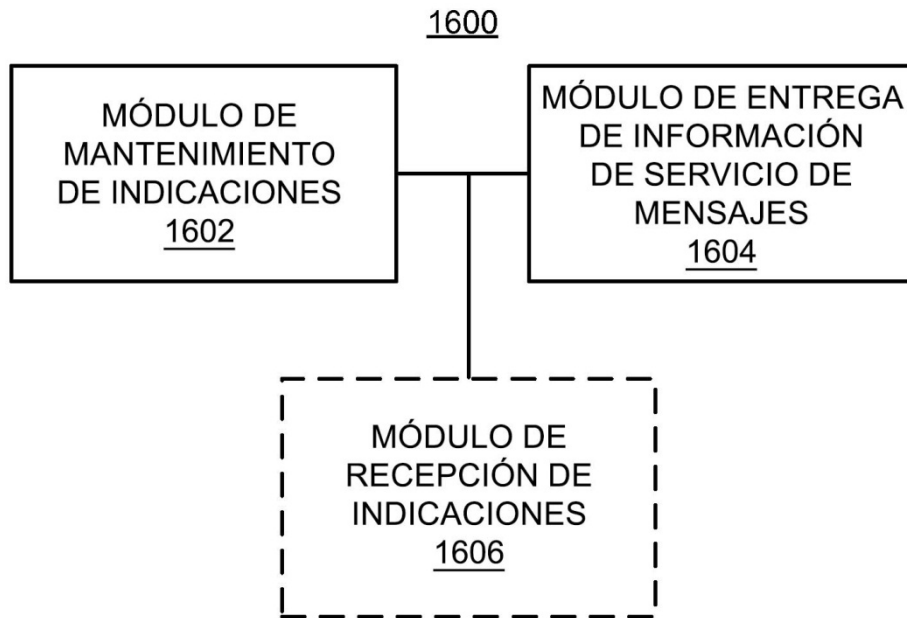 1600
MÓDULO DE
MANTENIMIENTO
DE INDICACIONES
1602
MÓDULO DE ENTREGA
DE INFORMACIÓN
DE SERVICIO DE
MENSAJES
1604
MÓDULO DE
RECEPCIÓN DE
INDICACIONES
1606